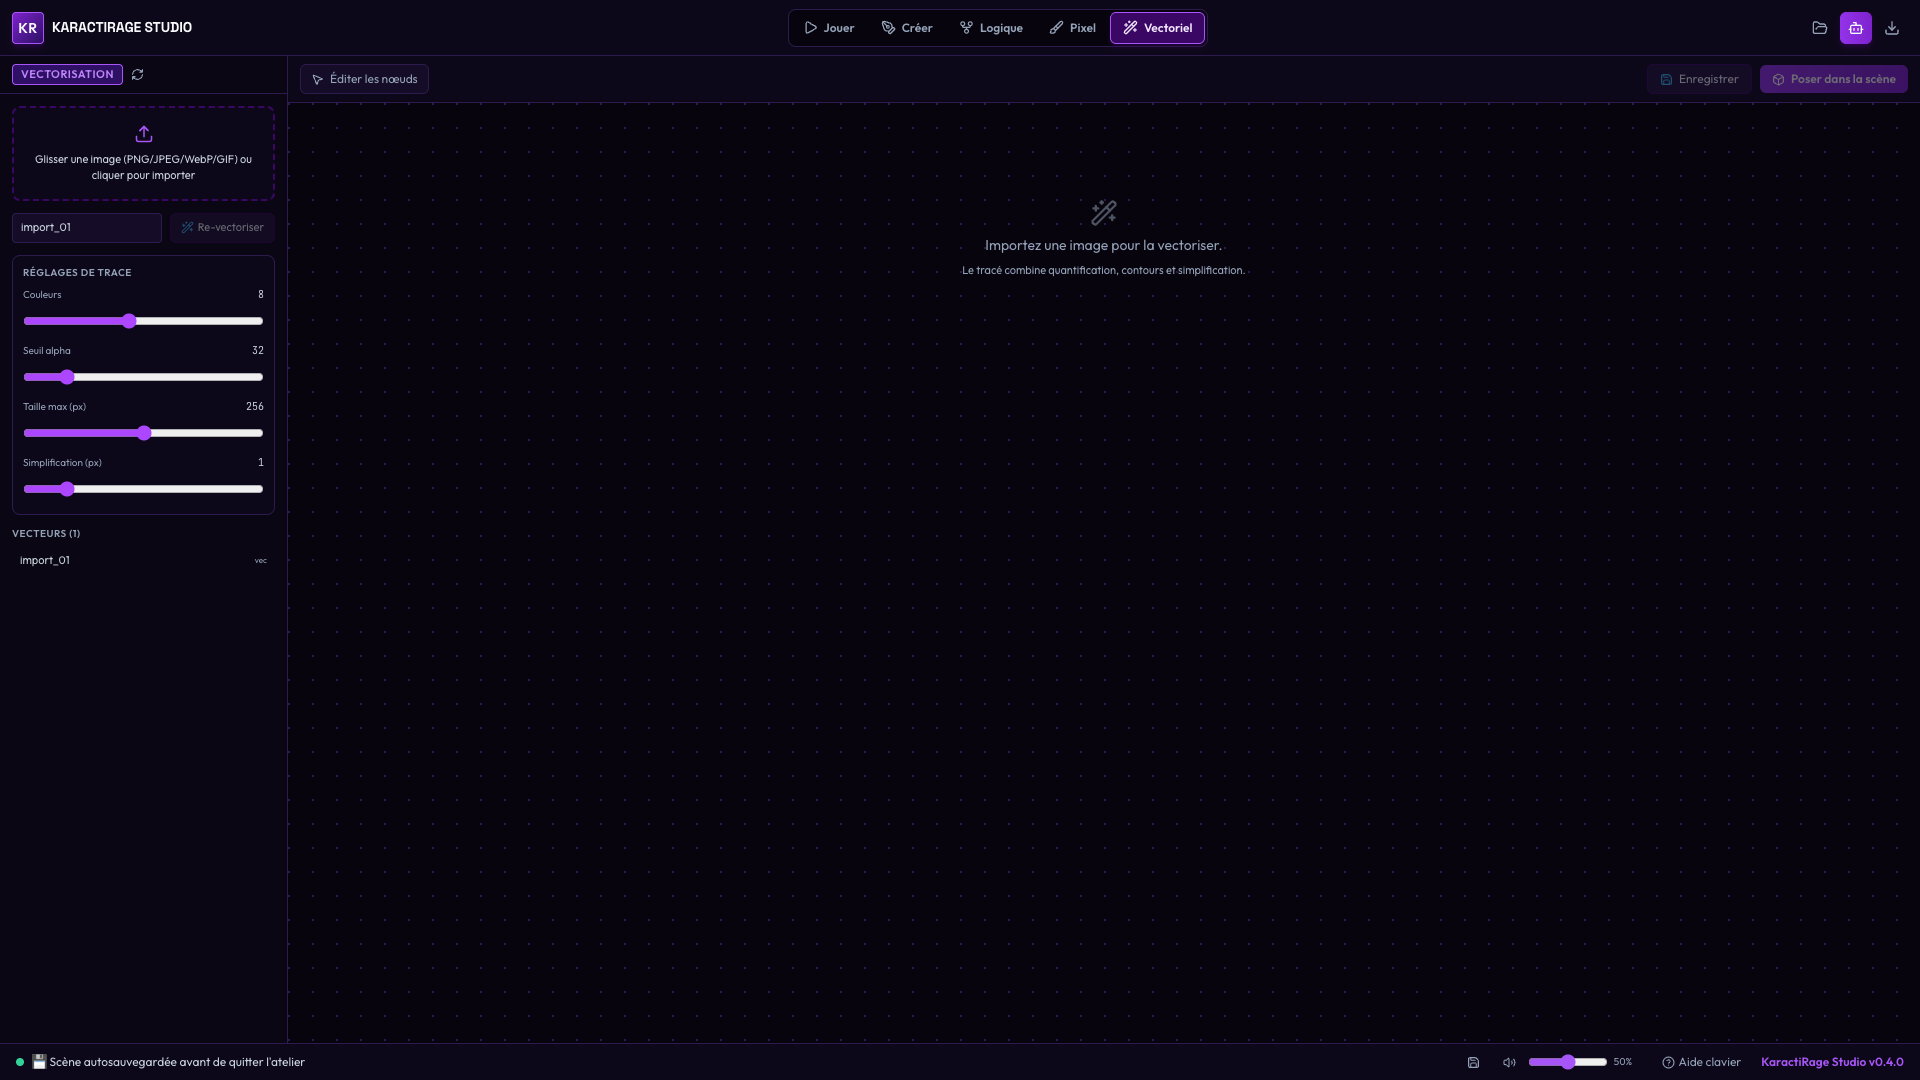 KR KARACTIRAGE STUDIO
Jouer Créer Logique Pixel Vectoriel
VECTORISATION
Éditer les nœuds
Enregistrer
Poser dans la scène
Glisser une image (PNG/JPEG/WebP/GIF) ou
cliquer pour importer
import_01
Re-vectoriser
RÉGLAGES DE TRACE
Couleurs 8
Seuil alpha 32
Taille max (px) 256
Simplification (px) 1
VECTEURS (1)
import_01 vec
Importez une image pour la vectoriser.
Le tracé combine quantification, contours et simplification.
Scène autosauvegardée avant de quitter l'atelier
50%
Aide clavier
KaractiRage Studio v0.4.0